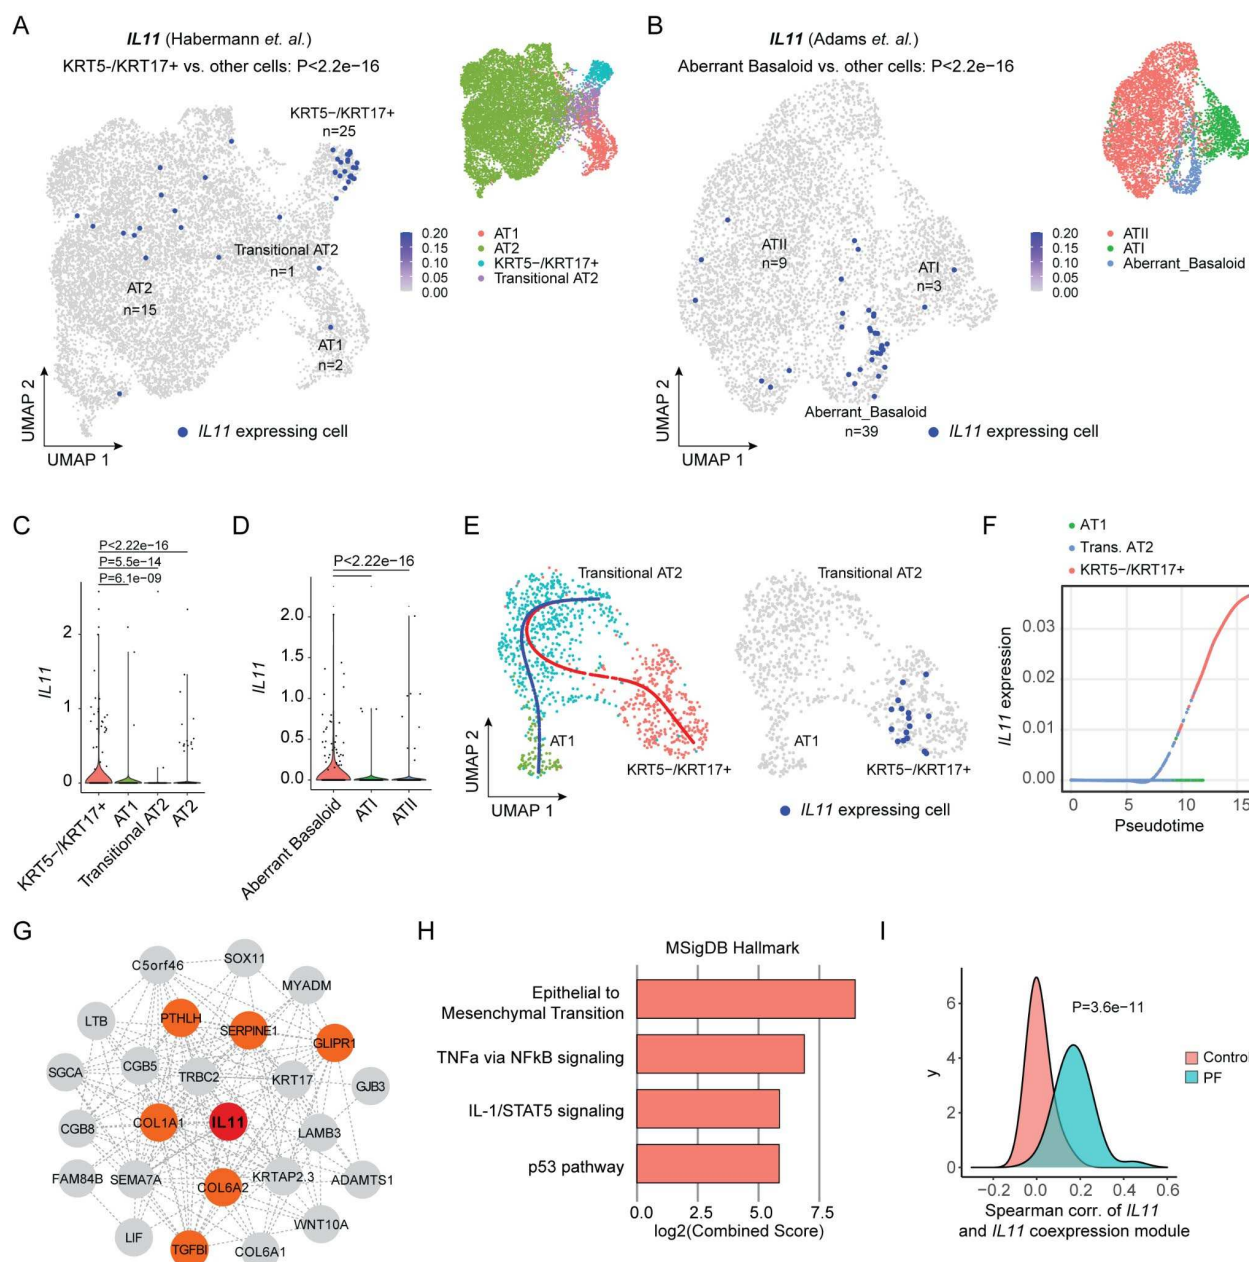 A
IL11 (Habermann et. al.)
KRT5-/KRT17+ vs. other cells: P<2.2e−16
KRT5−/KRT17+
n=25
Transitional AT2
n=1
AT2
n=15
AT1
n=2
UMAP 2
UMAP 1
IL11 expressing cell
0.20
0.15
0.10
0.05
0.00
AT1
AT2
KRT5−/KRT17+
Transitional AT2
B
IL11 (Adams et. al.)
Aberrant Basaloid vs. other cells: P<2.2e−16
ATII
n=9
ATI
n=3
Aberrant_Basaloid
n=39
UMAP 2
UMAP 1
IL11 expressing cell
0.20
0.15
0.10
0.05
0.00
ATII
ATI
Aberrant_Basaloid
C
P<2.22e−16
P=5.5e−14
P=6.1e−09
IL11
2
1
0
KRT5−/KRT17+
AT1
Transitional AT2
AT2
D
P<2.22e−16
IL11
2.0
1.5
1.0
0.5
0.0
Aberrant Basaloid
ATI
ATII
E
Transitional AT2
AT1
KRT5−/KRT17+
UMAP 2
UMAP 1
Transitional AT2
AT1
KRT5−/KRT17+
IL11 expressing cell
F
AT1
Trans. AT2
KRT5−/KRT17+
IL11 expression
0.03
0.02
0.01
0.00
0
5
10
15
Pseudotime
G
C5orf46
SOX11
MYADM
LTB
PTHLH
SERPINE1
GLIPR1
SGCA
CGB5
TRBC2
KRT17
GJB3
CGB8
COL1A1
IL11
LAMB3
FAM84B
SEMA7A
COL6A2
KRTAP2.3
ADAMTS1
LIF
TGFBI
COL6A1
WNT10A
H
MSigDB Hallmark
Epithelial to
Mesenchymal Transition
TNFa via NFkB signaling
IL-1/STAT5 signaling
p53 pathway
0.0
2.5
5.0
7.5
log2(Combined Score)
I
P=3.6e−11
y
6
4
2
0
−0.2
0.0
0.2
0.4
0.6
Spearman corr. of IL11
and IL11 coexpression module
Control
PF